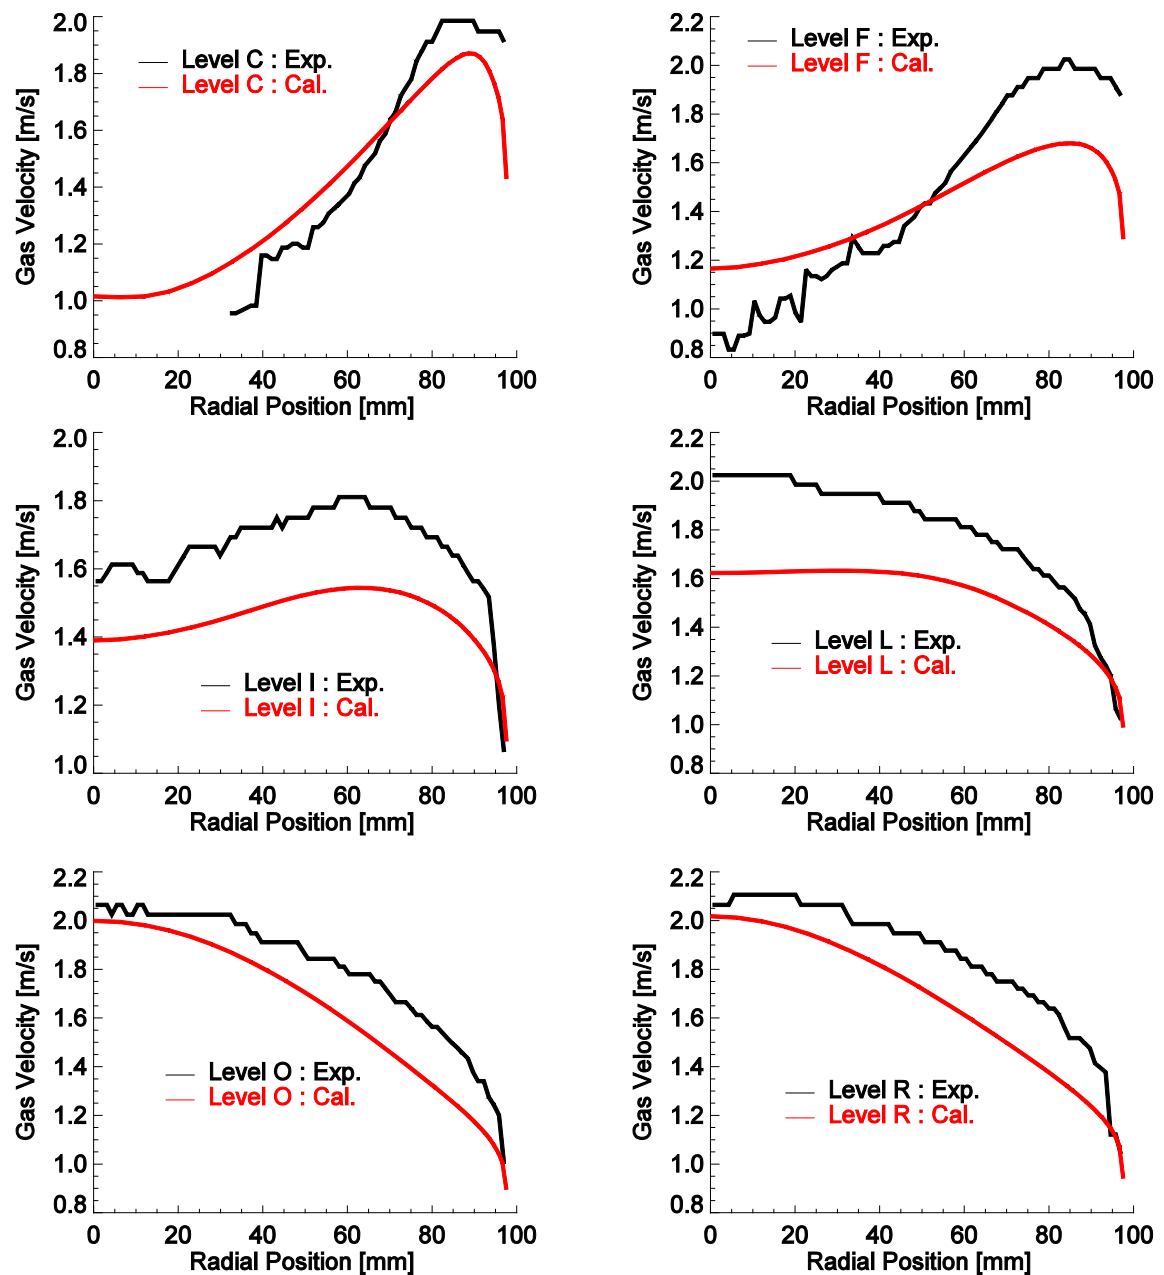 2.0
1.8
1.6
1.4
1.2
1.0
0.8
Gas Velocity [m/s]
Level C : Exp.
Level C : Cal.
0 20 40 60 80 100
Radial Position [mm]
2.2
2.0
1.8
1.6
1.4
1.2
1.0
0.8
Gas Velocity [m/s]
Level F : Exp.
Level F : Cal.
0 20 40 60 80 100
Radial Position [mm]
2.0
1.8
1.6
1.4
1.2
1.0
Gas Velocity [m/s]
Level I : Exp.
Level I : Cal.
0 20 40 60 80 100
Radial Position [mm]
2.2
2.0
1.8
1.6
1.4
1.2
1.0
0.8
Gas Velocity [m/s]
Level L : Exp.
Level L : Cal.
0 20 40 60 80 100
Radial Position [mm]
2.2
2.0
1.8
1.6
1.4
1.2
1.0
0.8
Gas Velocity [m/s]
Level O : Exp.
Level O : Cal.
0 20 40 60 80 100
Radial Position [mm]
2.2
2.0
1.8
1.6
1.4
1.2
1.0
0.8
Gas Velocity [m/s]
Level R : Exp.
Level R : Cal.
0 20 40 60 80 100
Radial Position [mm]